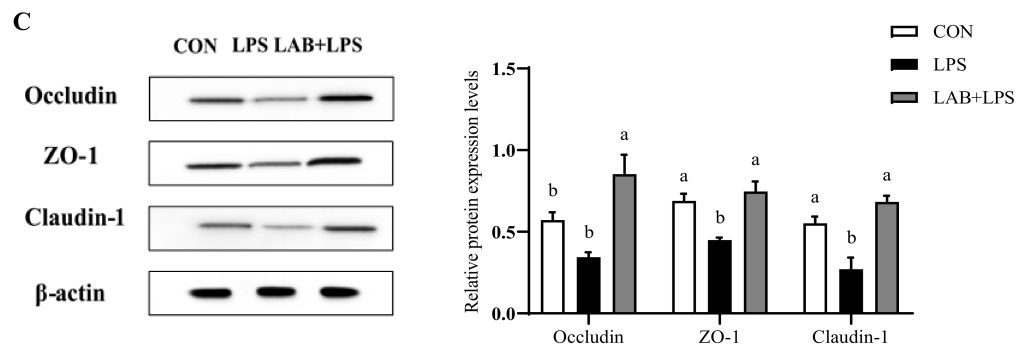 C
CON LPS LAB+LPS
Occludin
ZO-1
Claudin-1
β-actin
CON
LPS
LAB+LPS
Relative protein expression levels
1.5
1.0
0.5
0.0
b
b
a
a
b
a
a
b
a
Occludin
ZO-1
Claudin-1